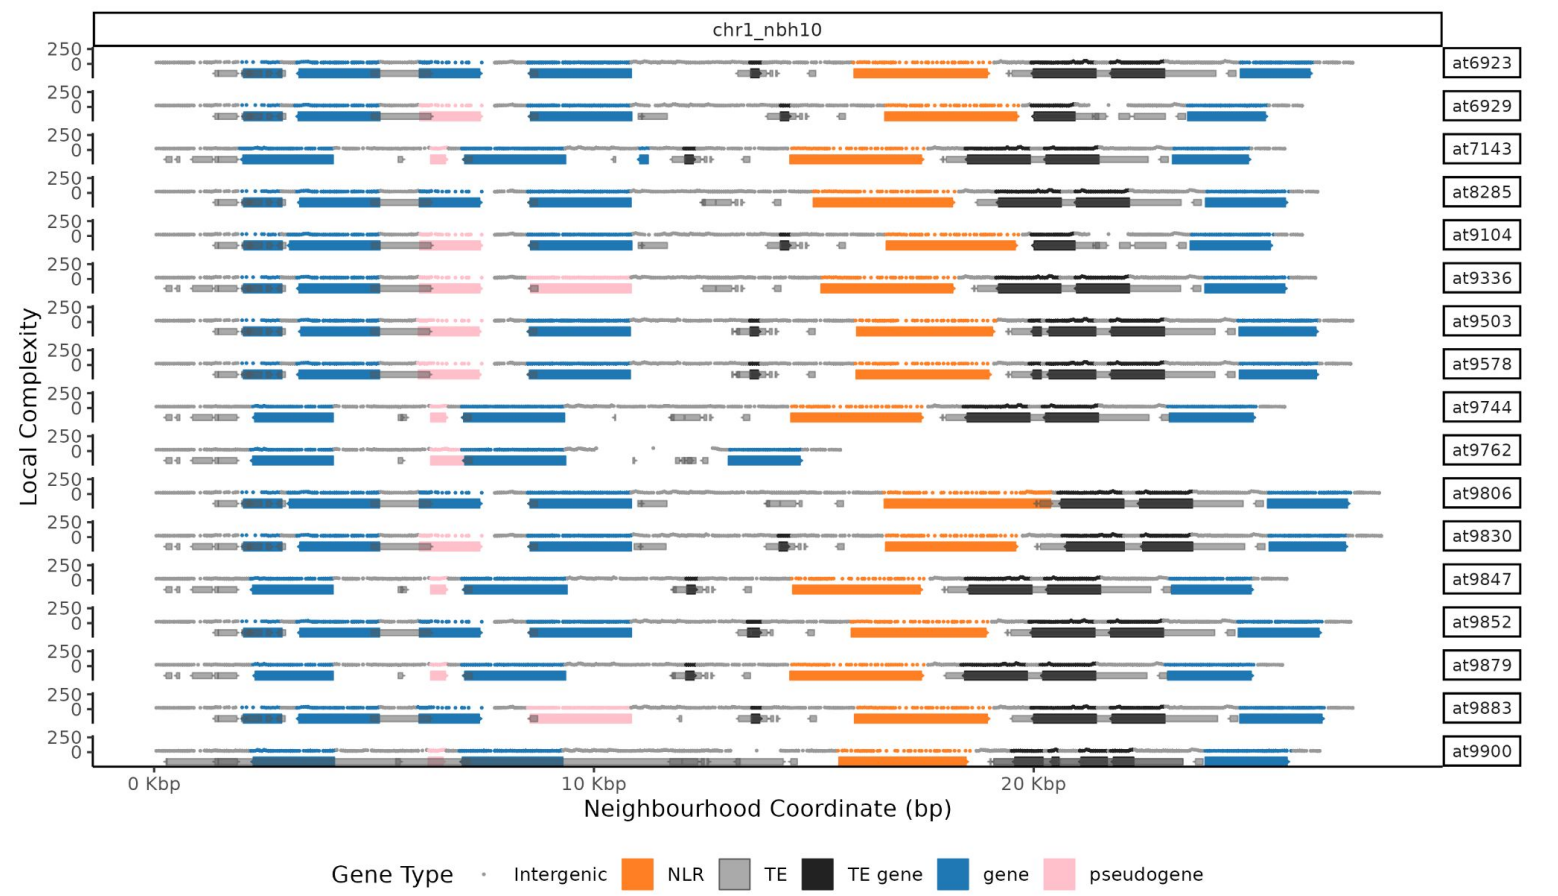 chr1_nbh10
250
0
at6923
250
0
at6929
250
0
at7143
250
0
at8285
250
0
at9104
250
0
at9336
250
0
at9503
250
0
at9578
250
0
at9744
250
0
at9762
250
0
at9806
250
0
at9830
250
0
at9847
250
0
at9852
250
0
at9879
250
0
at9883
250
0
at9900
Local Complexity
0 Kbp 10 Kbp 20 Kbp
Neighbourhood Coordinate (bp)
Gene Type Intergenic NLR TE TE gene gene pseudogene